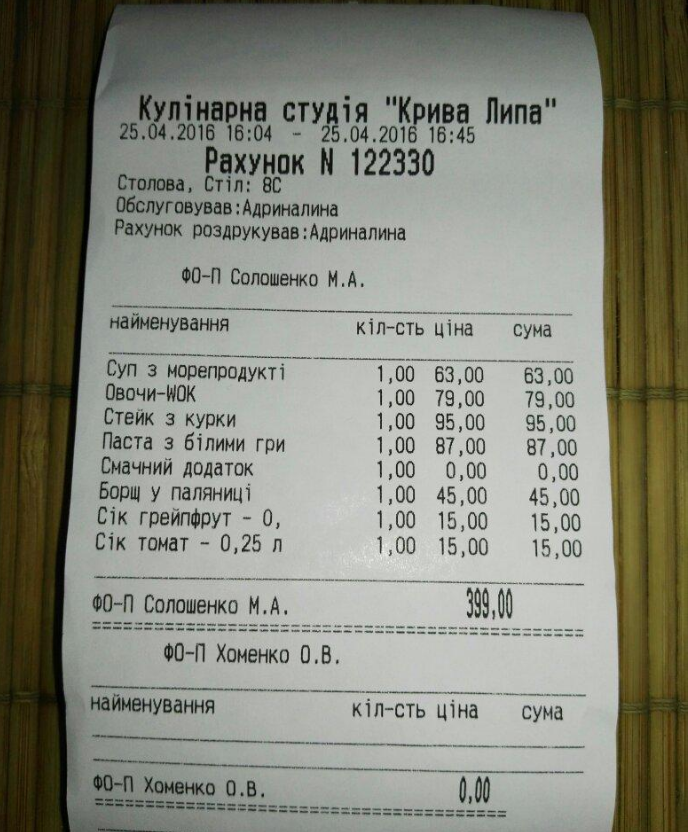 Кулінарна студія "Крива Липа"
25.04.2016 16:04 - 25.04.2016 16:45
Рахунок N 122330
Столова, Стіл: 8С
Обслуговував:Адриналина
Рахунок роздрукував:Адриналина
ФО-П Солошенко М.А.
найменування кіл-сть ціна сума
Суп з морепродукті 1,00 63,00 63,00
Овочи-WOK 1,00 79,00 79,00
Стейк з курки 1,00 95,00 95,00
Паста з білими гри 1,00 87,00 87,00
Смачний додаток 1,00 0,00 0,00
Борщ у паляниці 1,00 45,00 45,00
Сік грейпфрут - 0, 1,00 15,00 15,00
Сік томат - 0,25 л 1,00 15,00 15,00
ФО-П Солошенко М.А. 399,00
ФО-П Хоменко О.В.
найменування кіл-сть ціна сума
ФО-П Хоменко О.В. 0,00